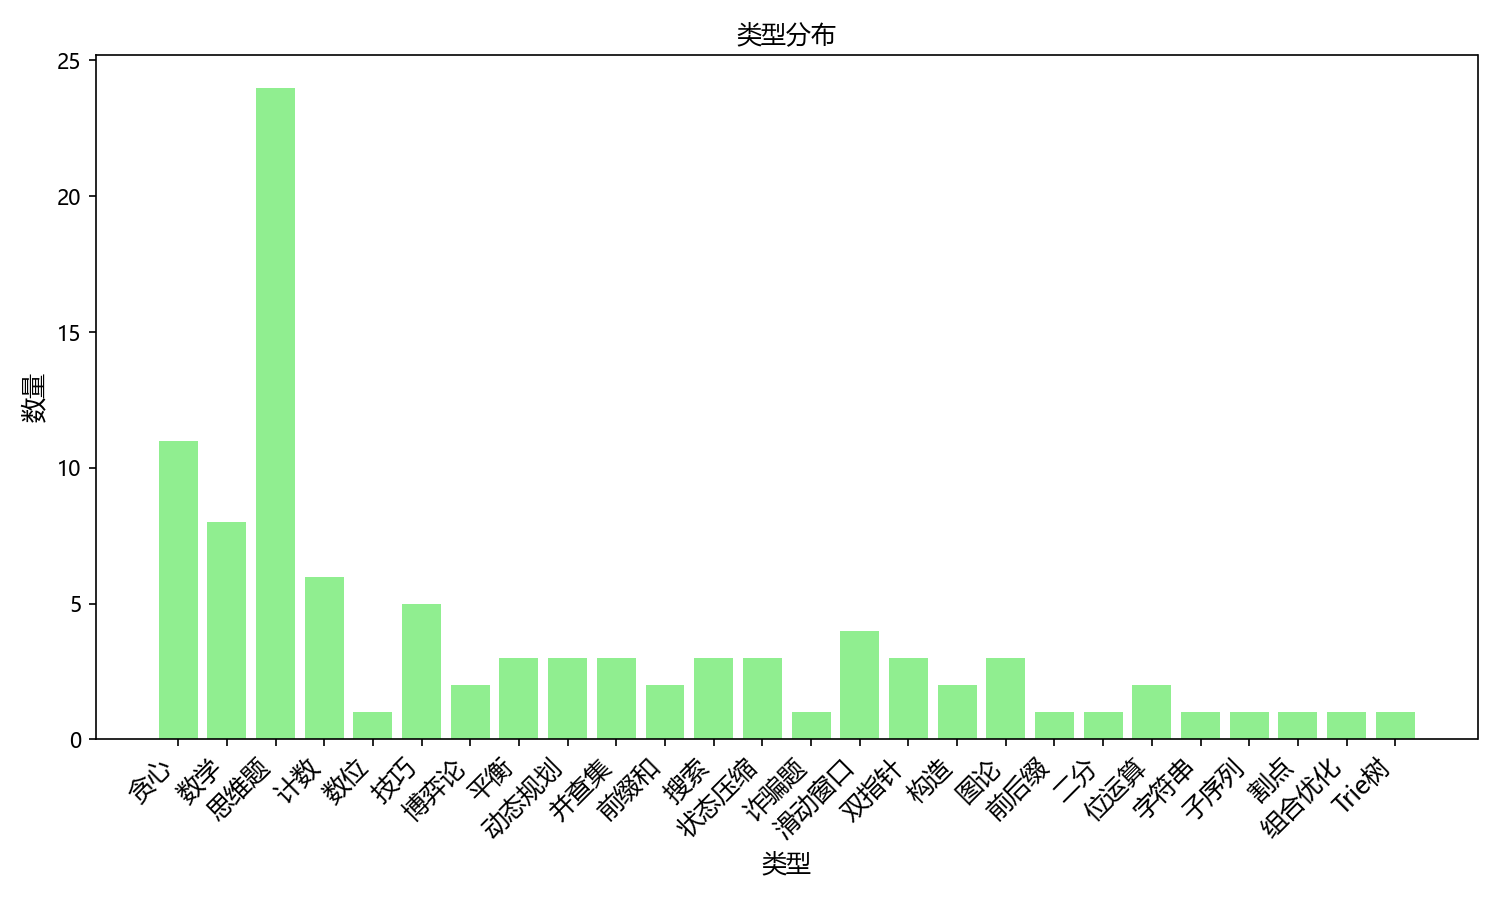 类型分布
数量
25
20
15
10
5
0
贪心
数学
思维题
计数
数位
技巧
博弈论
平衡
动态规划
并查集
前缀和
搜索
状态压缩
诈骗题
滑动窗口
双指针
构造
图论
前后缀
二分
位运算
字符串
子序列
割点
组合优化
Trie树
类型